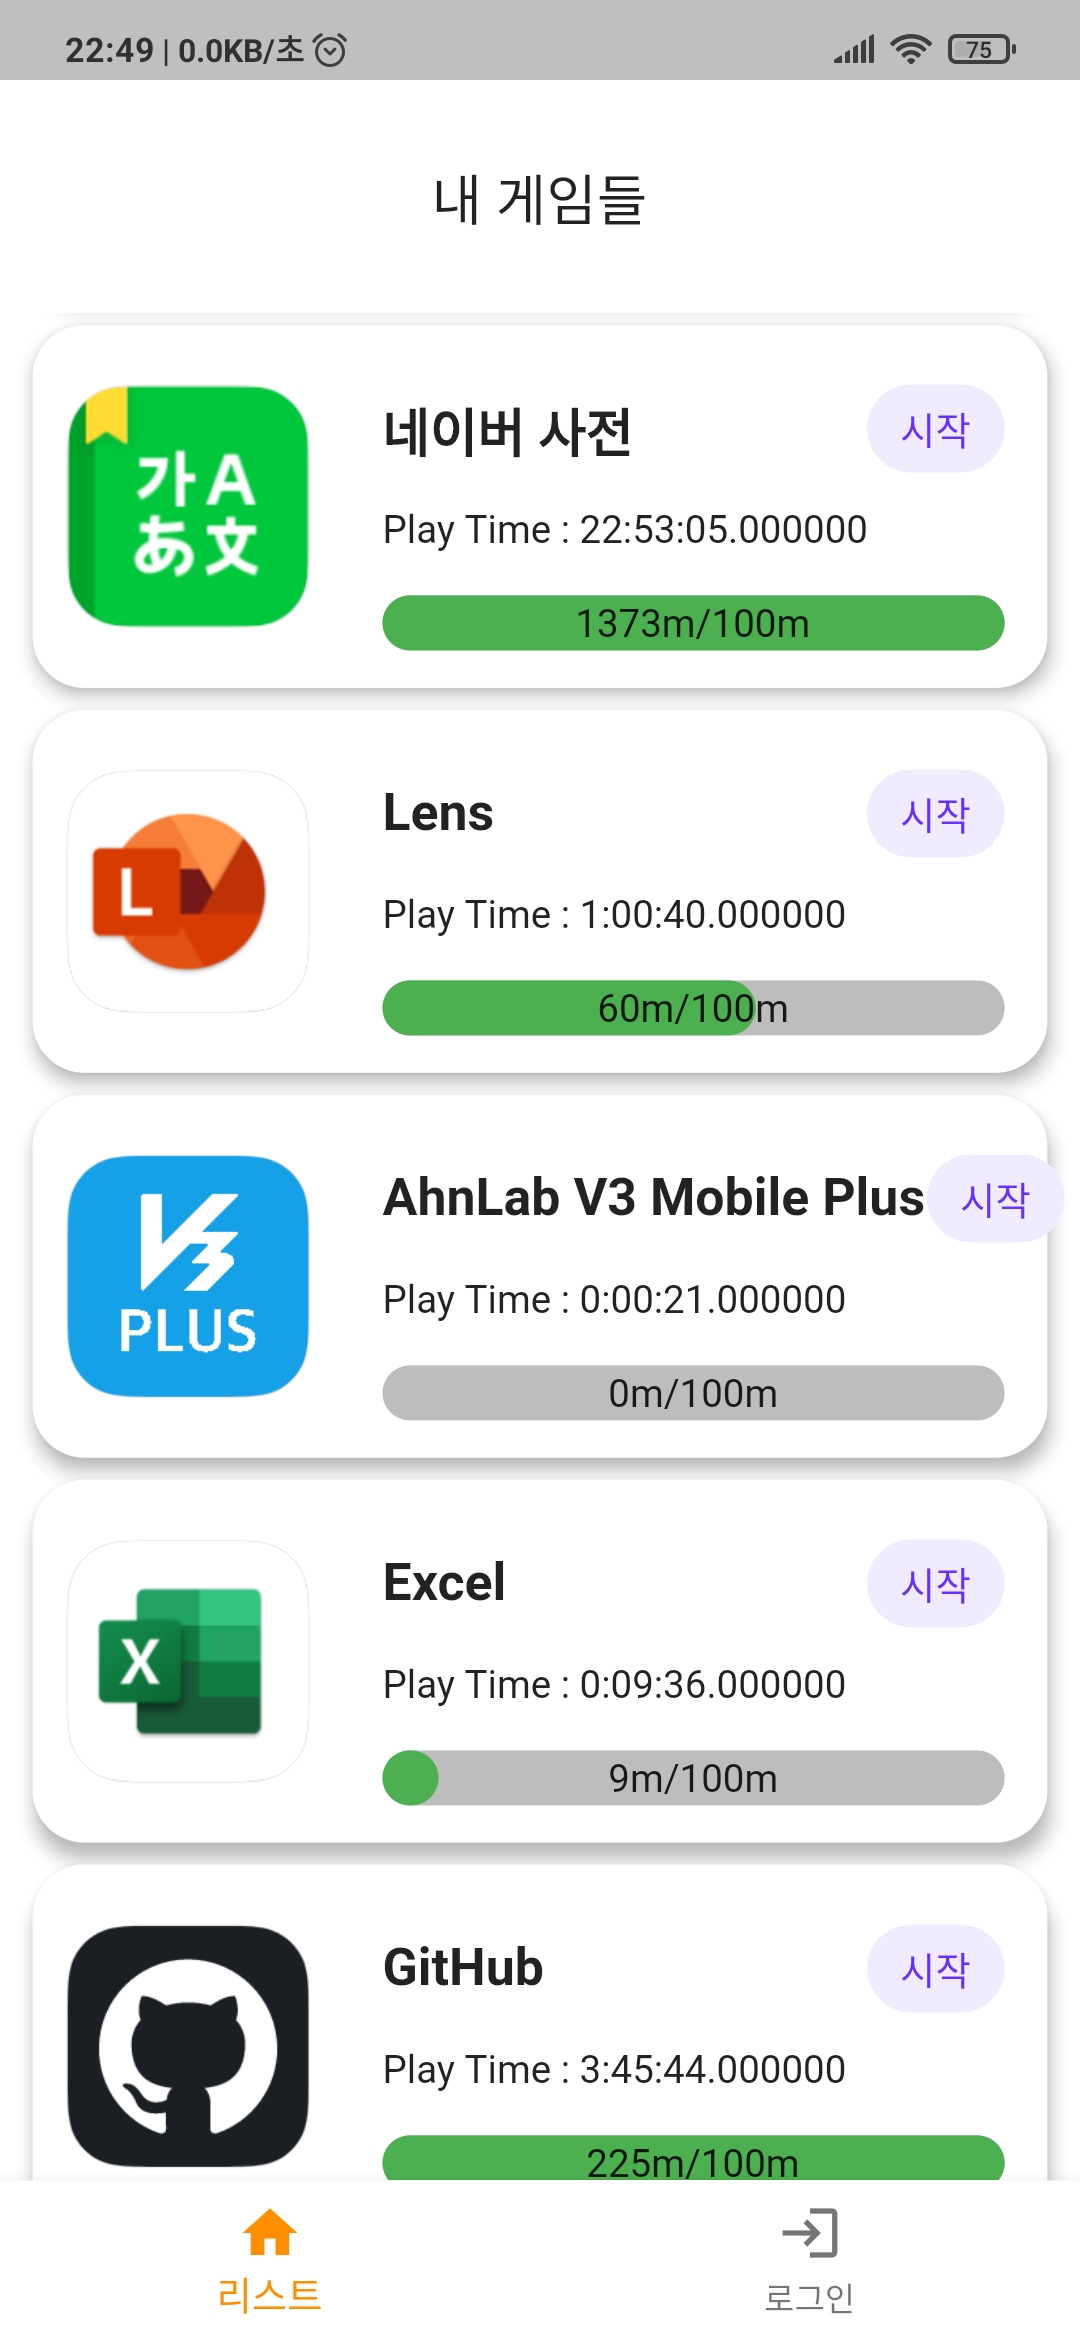 22:49 | 0.0KB/초
75
내 게임들
가 A
あ 文
네이버 사전
시작
Play Time : 22:53:05.000000
1373m/100m
L
Lens
시작
Play Time : 1:00:40.000000
60m/100m
V3
PLUS
AhnLab V3 Mobile Plus
시작
Play Time : 0:00:21.000000
0m/100m
X
Excel
시작
Play Time : 0:09:36.000000
9m/100m
GitHub
시작
Play Time : 3:45:44.000000
225m/100m
리스트
로그인